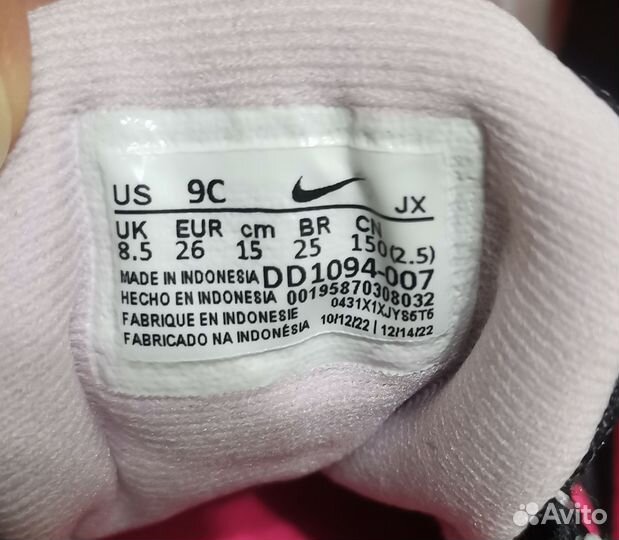 US 9C JX
UK EUR cm BR CN
8.5 26 15 25 150(2.5)
MADE IN INDONESIA DD1094-007
HECHO EN INDONESIA 00195870308032
FABRIQUE EN INDONESIE 0431X1XJYS6T6
FABRICADO NA INDONÉSIA 10/12/22 | 12/14/22
Avito